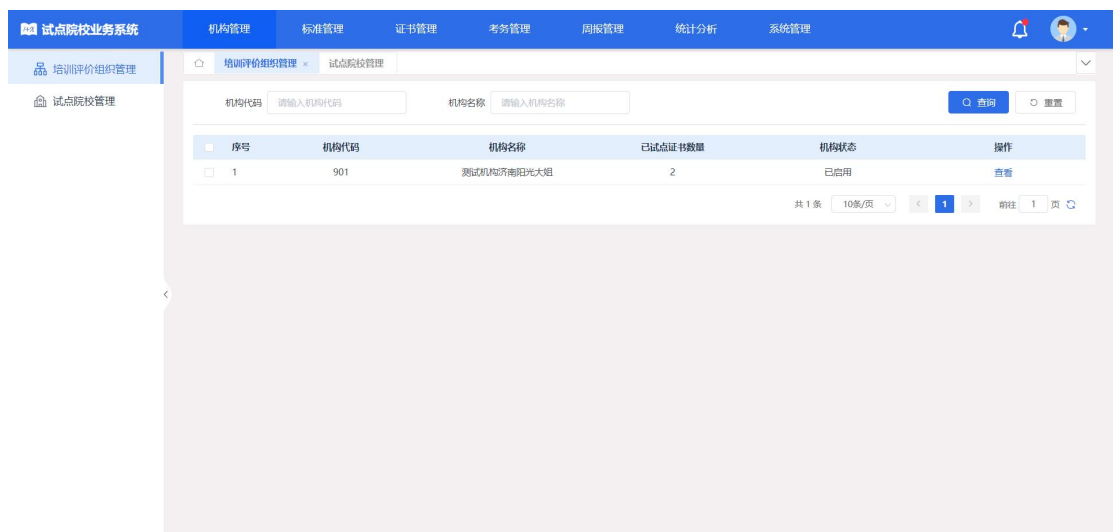 试点院校业务系统 机构管理 标准管理 证书管理 考务管理 周报管理 统计分析 系统管理
培训评价组织管理 培训评价组织管理 × 试点院校管理
试点院校管理 机构代码 请输入机构代码 机构名称 请输入机构名称 查询 重置
序号 机构代码 机构名称 已试点证书数量 机构状态 操作
1 901 测试机构济南阳光大姐 2 已启用 查看
共 1 条 10条/页 < 1 > 前往 1 页